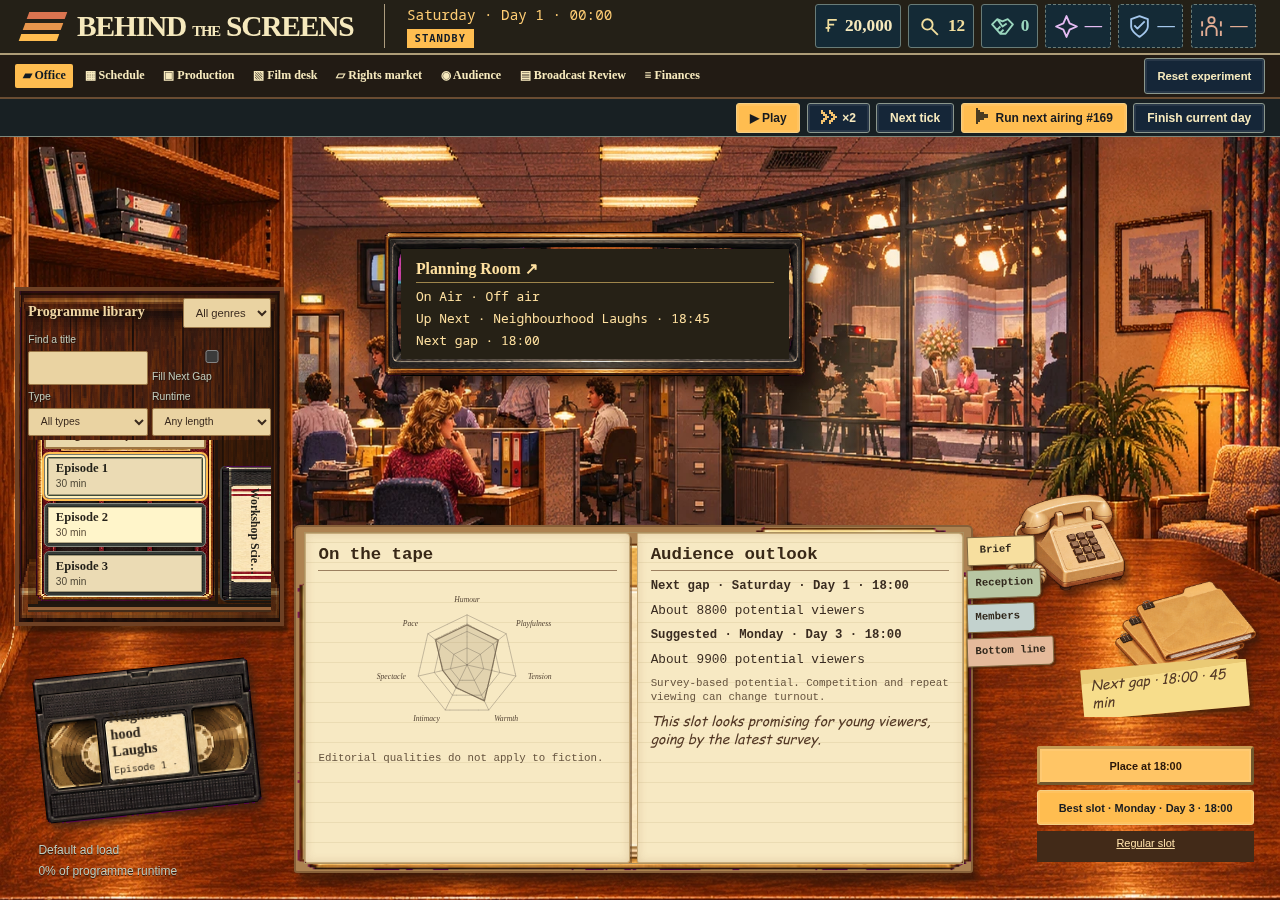 BEHIND THE SCREENS
Saturday · Day 1 · 00:00
STANDBY
20,000
12
0
—
—
—
Office
Schedule
Production
Film desk
Rights market
Audience
Broadcast Review
Finances
Reset experiment
Play
×2
Next tick
Run next airing #169
Finish current day
Programme library
All genres
Find a title
Fill Next Gap
Type
Runtime
All types
Any length
Episode 1
30 min
Episode 2
30 min
Episode 3
30 min
Workshop Scie…
Planning Room ↗
On Air · Off air
Up Next · Neighbourhood Laughs · 18:45
Next gap · 18:00
hood
Laughs
Episode 1 ·
Default ad load
0% of programme runtime
On the tape
Humour
Pace
Playfulness
Spectacle
Tension
Intimacy
Warmth
Editorial qualities do not apply to fiction.
Audience outlook
Next gap · Saturday · Day 1 · 18:00
About 8800 potential viewers
Suggested · Monday · Day 3 · 18:00
About 9900 potential viewers
Survey-based potential. Competition and repeat
viewing can change turnout.
This slot looks promising for young viewers,
going by the latest survey.
Brief
Reception
Members
Bottom line
Next gap · 18:00 · 45
min
Place at 18:00
Best slot · Monday · Day 3 · 18:00
Regular slot